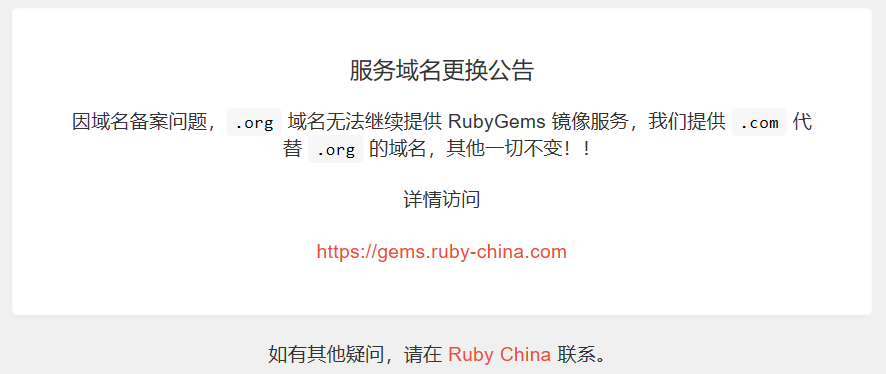 服务域名更换公告
因域名备案问题，.org 域名无法继续提供 RubyGems 镜像服务，我们提供 .com 代
替 .org 的域名，其他一切不变！！
详情访问
https://gems.ruby-china.com
如有其他疑问，请在 Ruby China 联系。